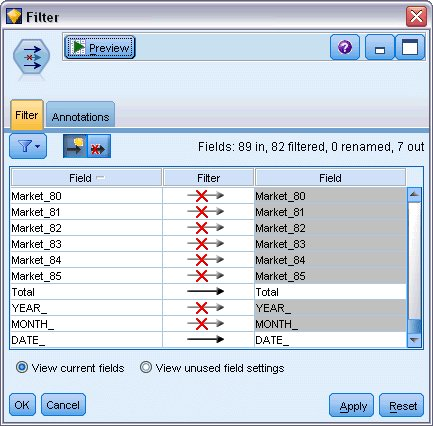 Filter
Preview
?
Filter Annotations
Fields: 89 in, 82 filtered, 0 renamed, 7 out
Field Filter Field
Market_80 Market_80
Market_81 Market_81
Market_82 Market_82
Market_83 Market_83
Market_84 Market_84
Market_85 Market_85
Total Total
YEAR_ YEAR_
MONTH_ MONTH_
DATE_ DATE_
View current fields View unused field settings
OK Cancel Apply Reset